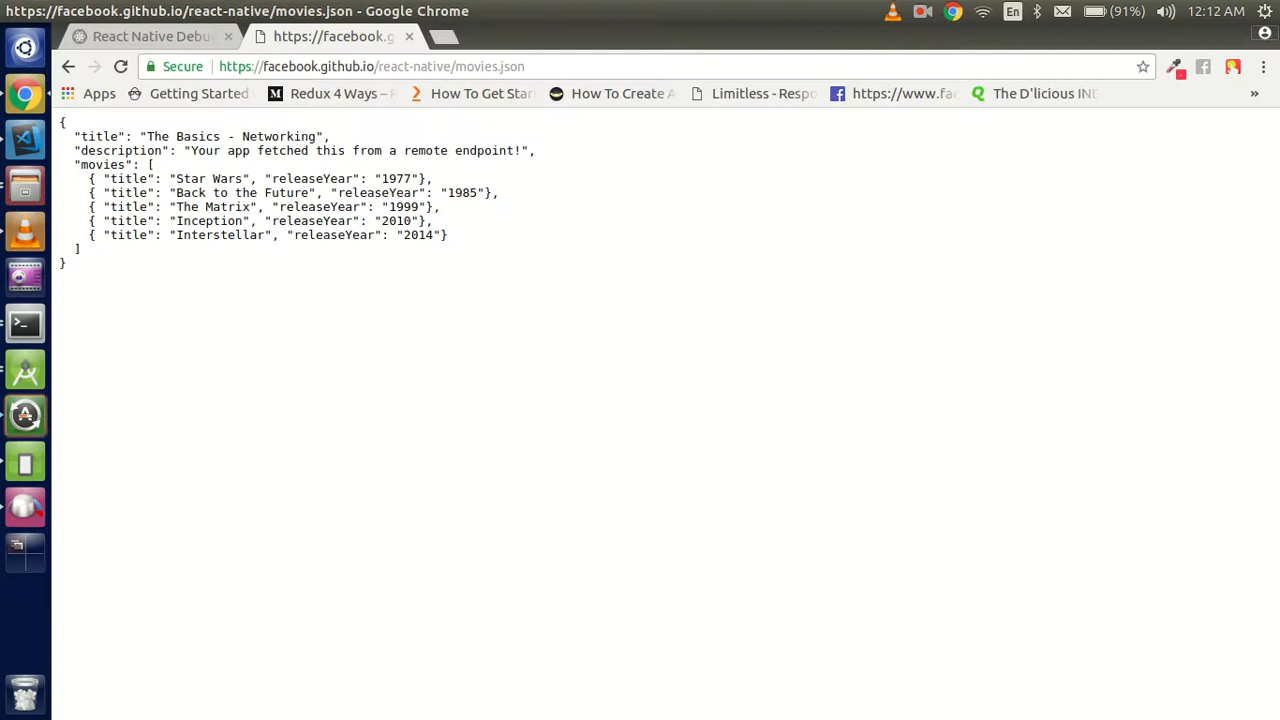 https://facebook.github.io/react-native/movies.json - Google Chrome
En
(91%)
12:12 AM
React Native Debu
https://facebook.g
Secure
https://facebook.github.io/react-native/movies.json
Apps
Getting Started
Redux 4 Ways – R
How To Get Star
How To Create A
Limitless - Respo
https://www.fac
The D'licious IND
»
{
"title": "The Basics - Networking",
"description": "Your app fetched this from a remote endpoint!",
"movies": [
{ "title": "Star Wars", "releaseYear": "1977"},
{ "title": "Back to the Future", "releaseYear": "1985"},
{ "title": "The Matrix", "releaseYear": "1999"},
{ "title": "Inception", "releaseYear": "2010"},
{ "title": "Interstellar", "releaseYear": "2014"}
]
}